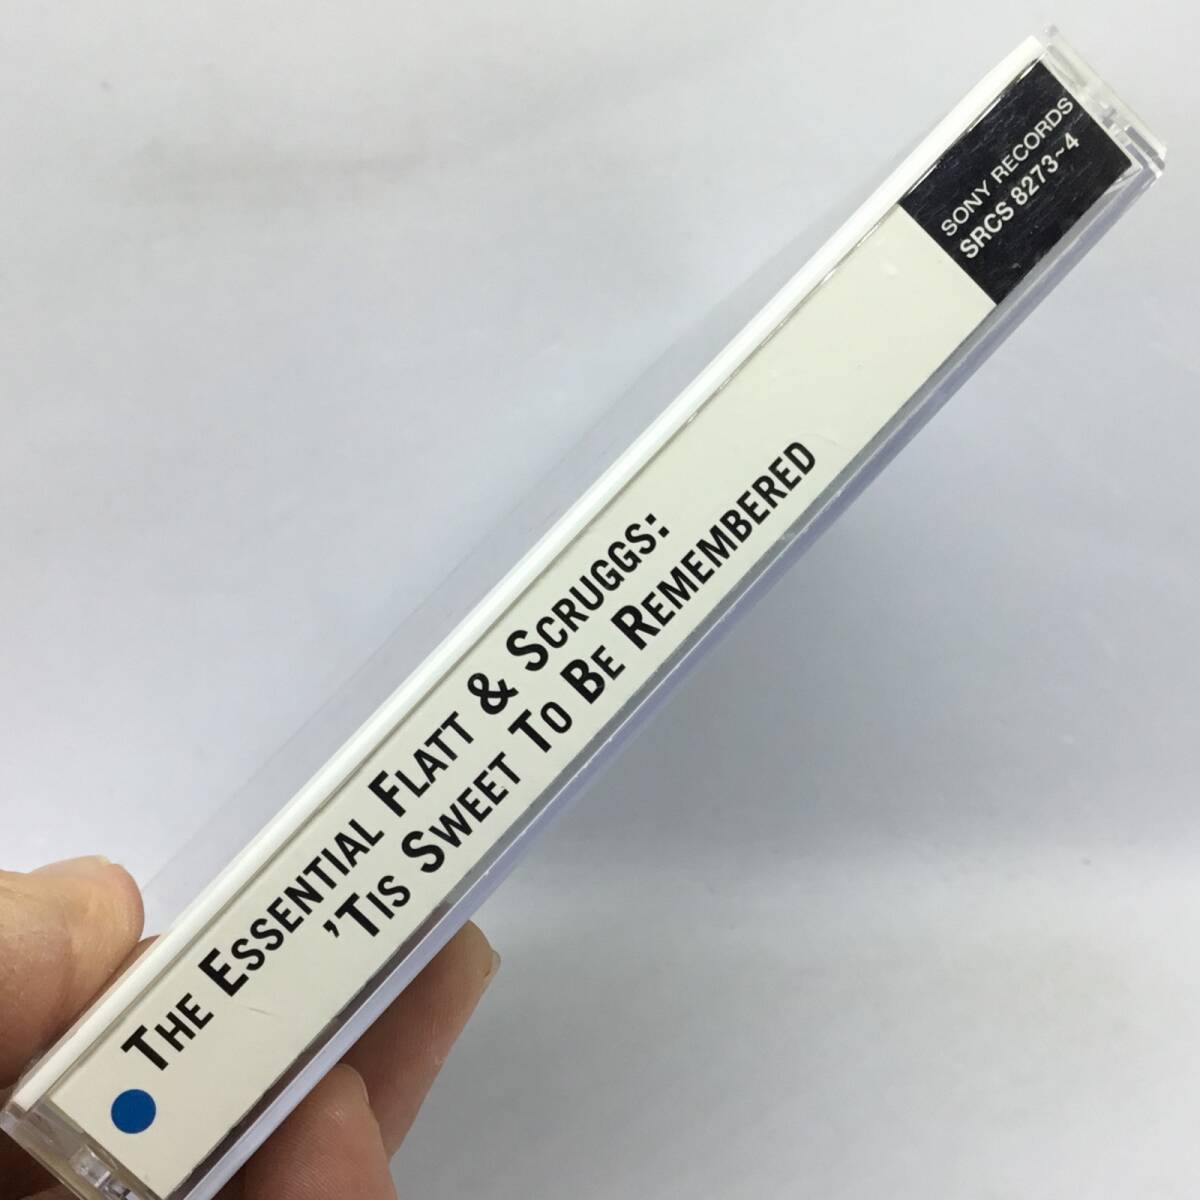 THE ESSENTIAL FLATT & SCRUGGS:
'TIS SWEET TO BE REMEMBERED
SONY RECORDS
SRCS 8273~4